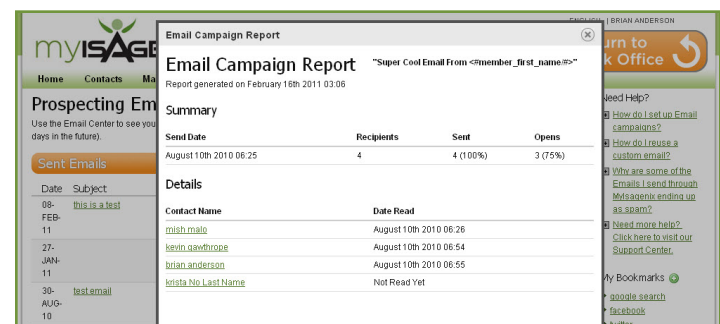 ENGLISH | BRIAN ANDERSON
Email Campaign Report
myISAGE
urn to
k Office
Home Contacts Ma
Email Campaign Report "Super Cool Email From <#member_first_name/#>"
Report generated on February 16th 2011 03:06
Prospecting Em
Use the Email Center to see you
days in the future).
Sent Emails
Date Subject
08-FEB-11 this is a test
27-JAN-11
30-AUG-10 test email
Summary
Send Date Recipients Sent Opens
August 10th 2010 06:25 4 4 (100%) 3 (75%)
Details
Contact Name Date Read
mish malo August 10th 2010 06:26
kevin gawthrope August 10th 2010 06:54
brian anderson August 10th 2010 06:55
krista No Last Name Not Read Yet
Need Help?
How do I set up Email
campaigns?
How do I reuse a
custom email?
Why are some of the
Emails I send through
MyIsagenix ending up
as spam?
Need more help?
Click here to visit our
Support Center.
My Bookmarks
google search
facebook
twitter